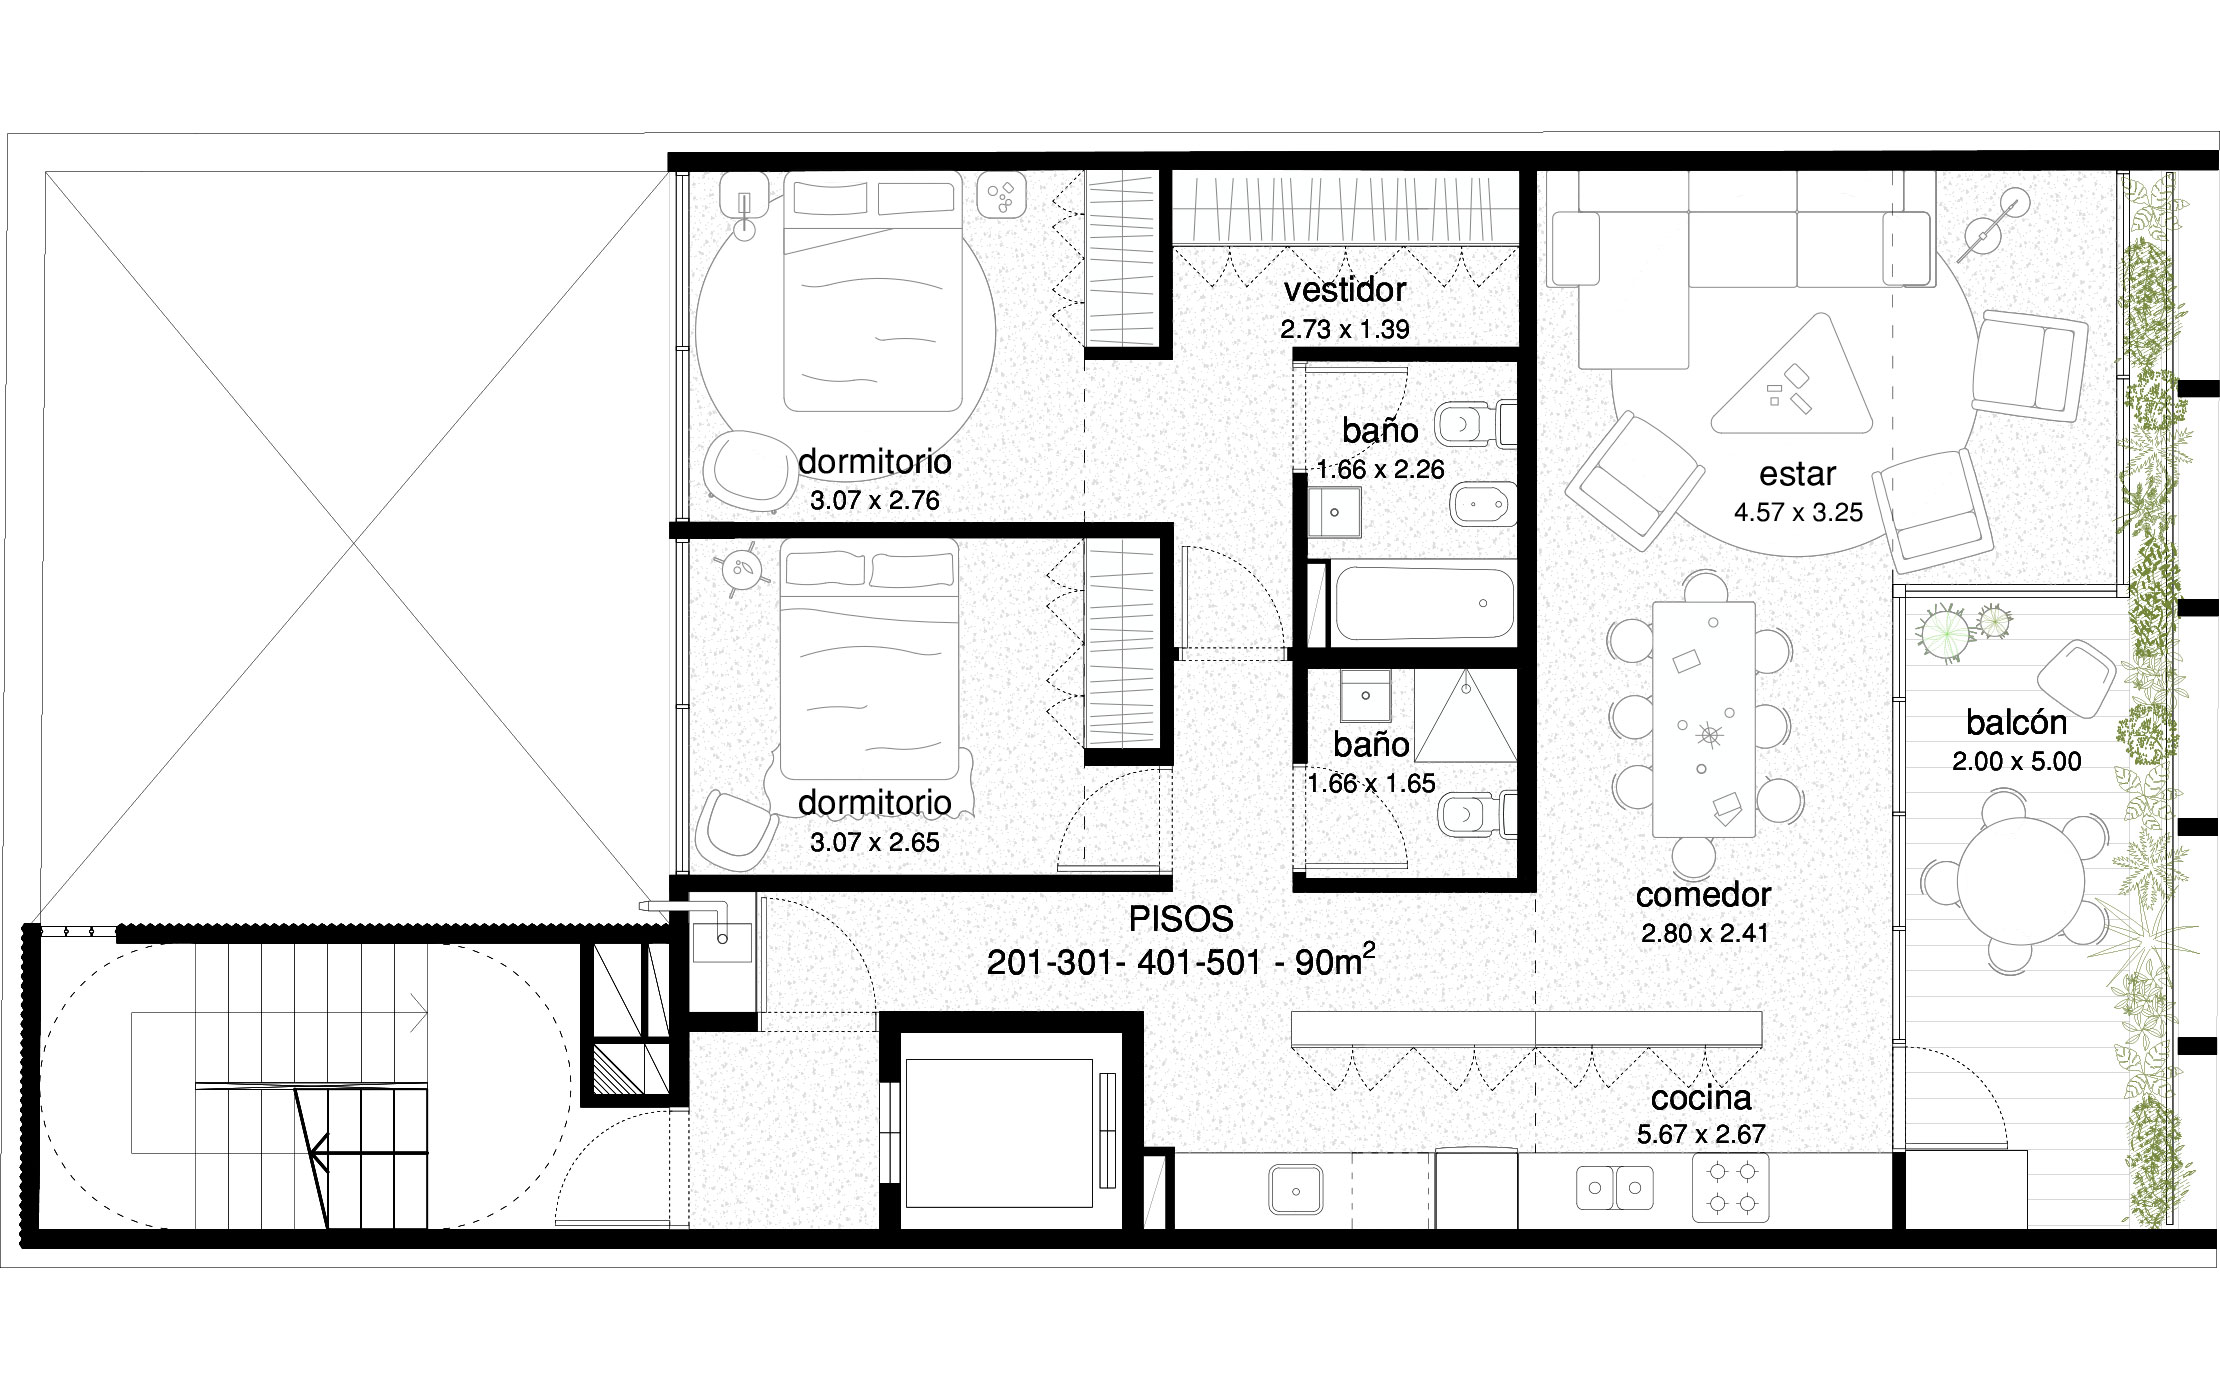 vestidor
2.73 x 1.39
baño
1.66 x 2.26
dormitorio
3.07 x 2.76
estar
4.57 x 3.25
baño
1.66 x 1.65
dormitorio
3.07 x 2.65
balcón
2.00 x 5.00
comedor
2.80 x 2.41
PISOS
201-301- 401-501 - 90m²
cocina
5.67 x 2.67